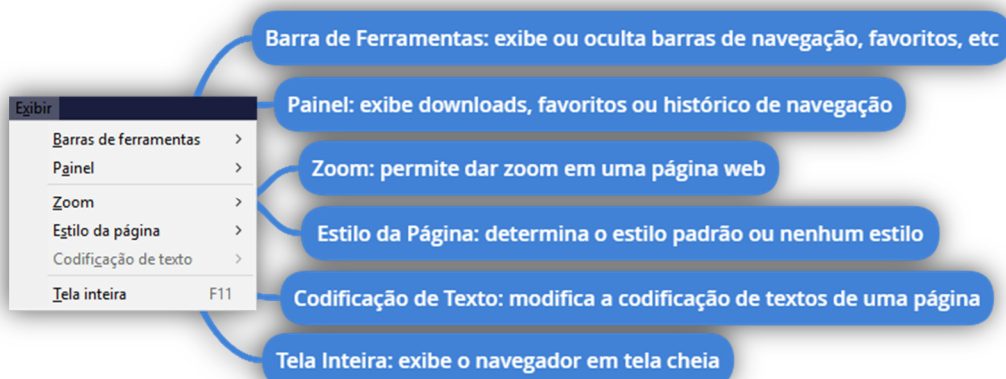 Exibir
Barras de ferramentas >
Painel >
Zoom >
Estilo da página >
Codificação de texto >
Tela inteira F11
Barra de Ferramentas: exibe ou oculta barras de navegação, favoritos, etc
Painel: exibe downloads, favoritos ou histórico de navegação
Zoom: permite dar zoom em uma página web
Estilo da Página: determina o estilo padrão ou nenhum estilo
Codificação de Texto: modifica a codificação de textos de uma página
Tela Inteira: exibe o navegador em tela cheia